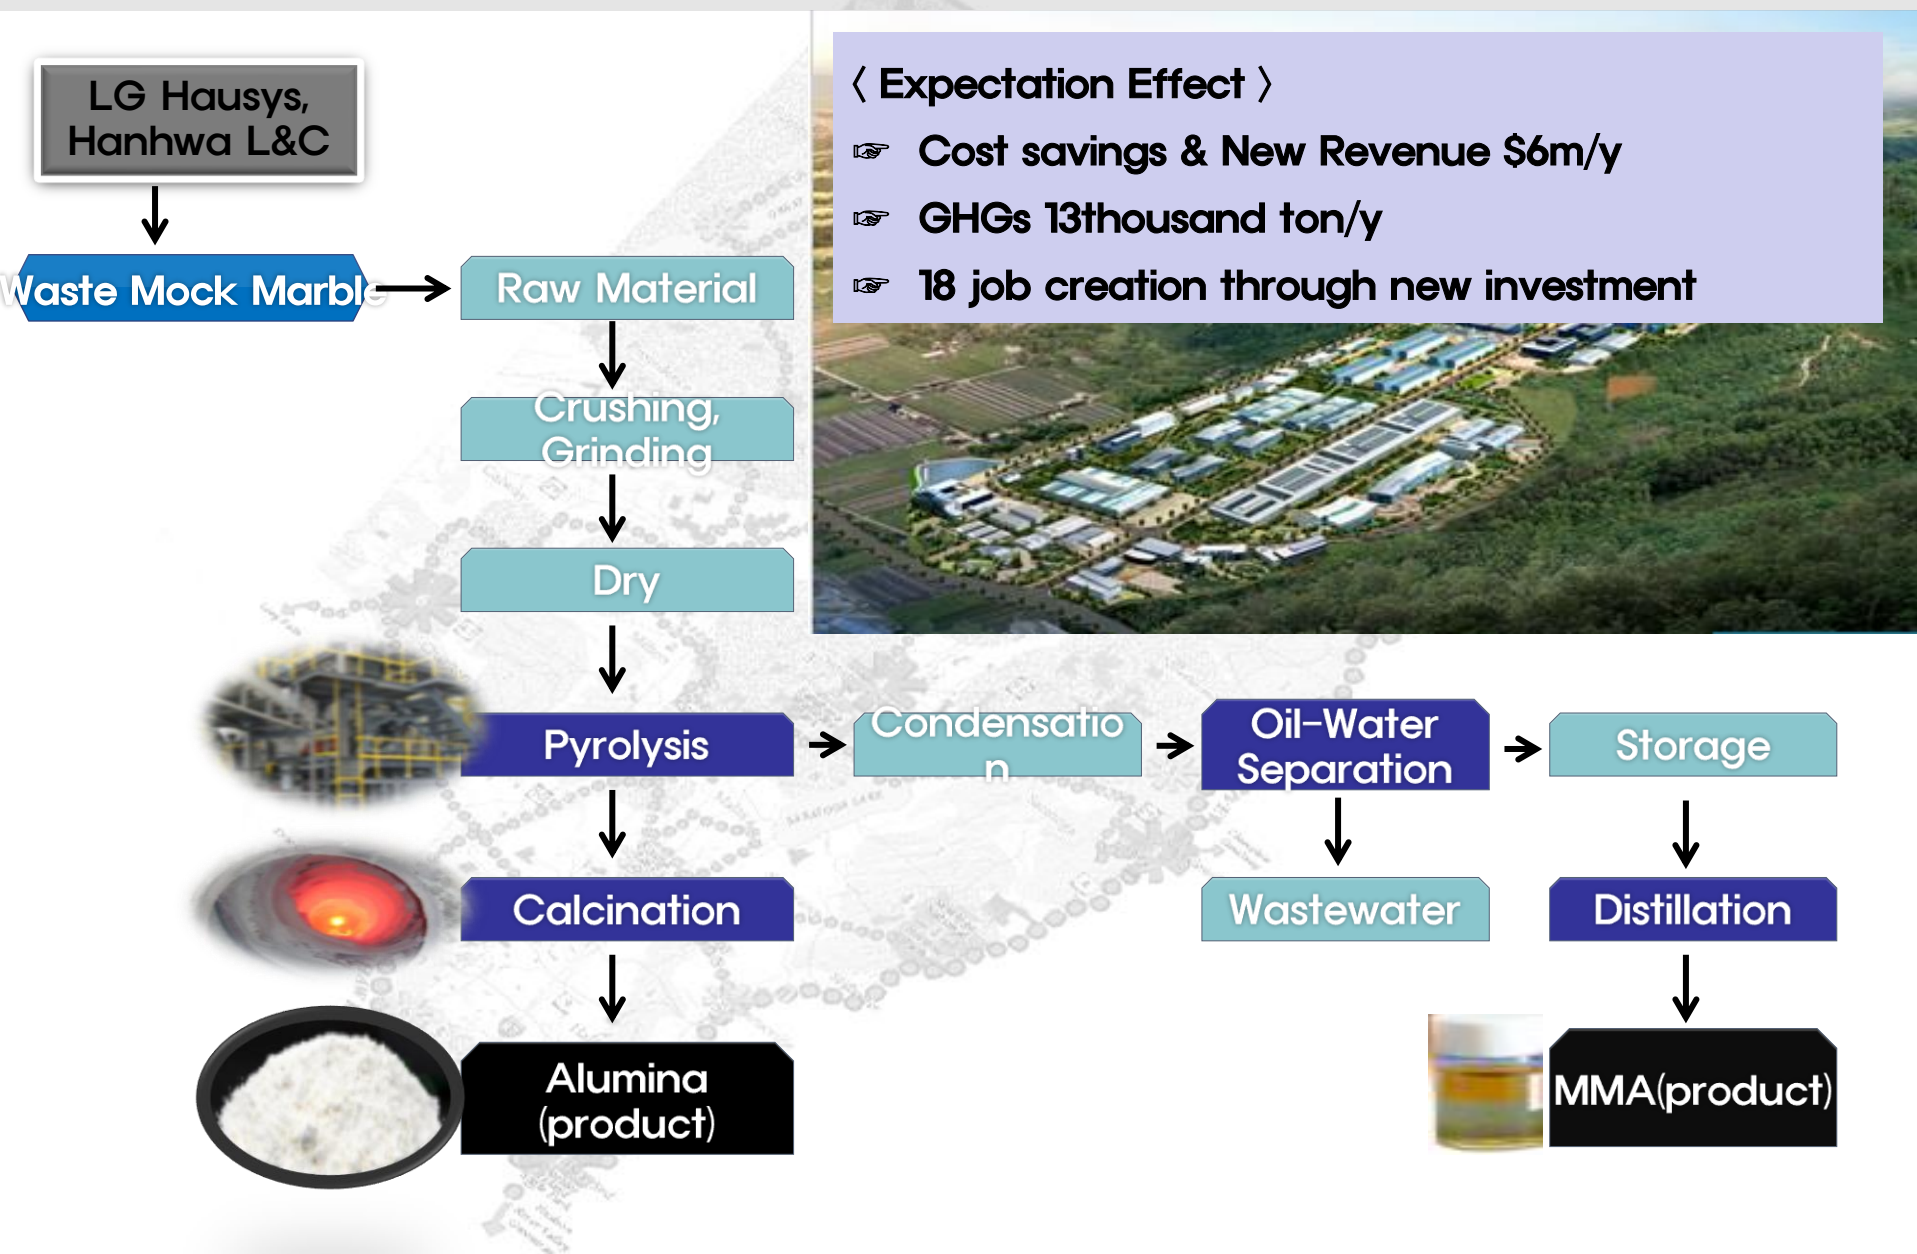 LG Hausys,
Hanhwa L&C
Waste Mock Marble
Raw Material
Crushing,
Grinding
Dry
Pyrolysis
Calcination
Alumina
(product)
Condensatio
n
Oil-Water
Separation
Storage
Wastewater
Distillation
MMA(product)
〈 Expectation Effect 〉
☞ Cost savings & New Revenue $6m/y
☞ GHGs 13thousand ton/y
☞ 18 job creation through new investment
SARATOGA LAKE